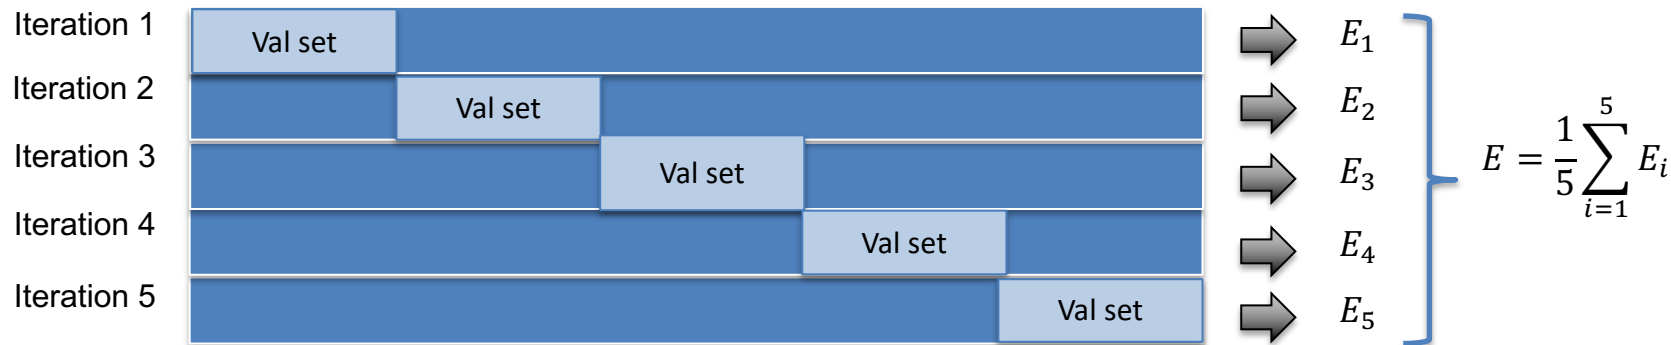 Iteration 1 Val set E₁
Iteration 2 Val set E₂
Iteration 3 Val set E₃
Iteration 4 Val set E₄
Iteration 5 Val set E₅
E = 1/5 ∑_{i=1}^{5} Eᵢ